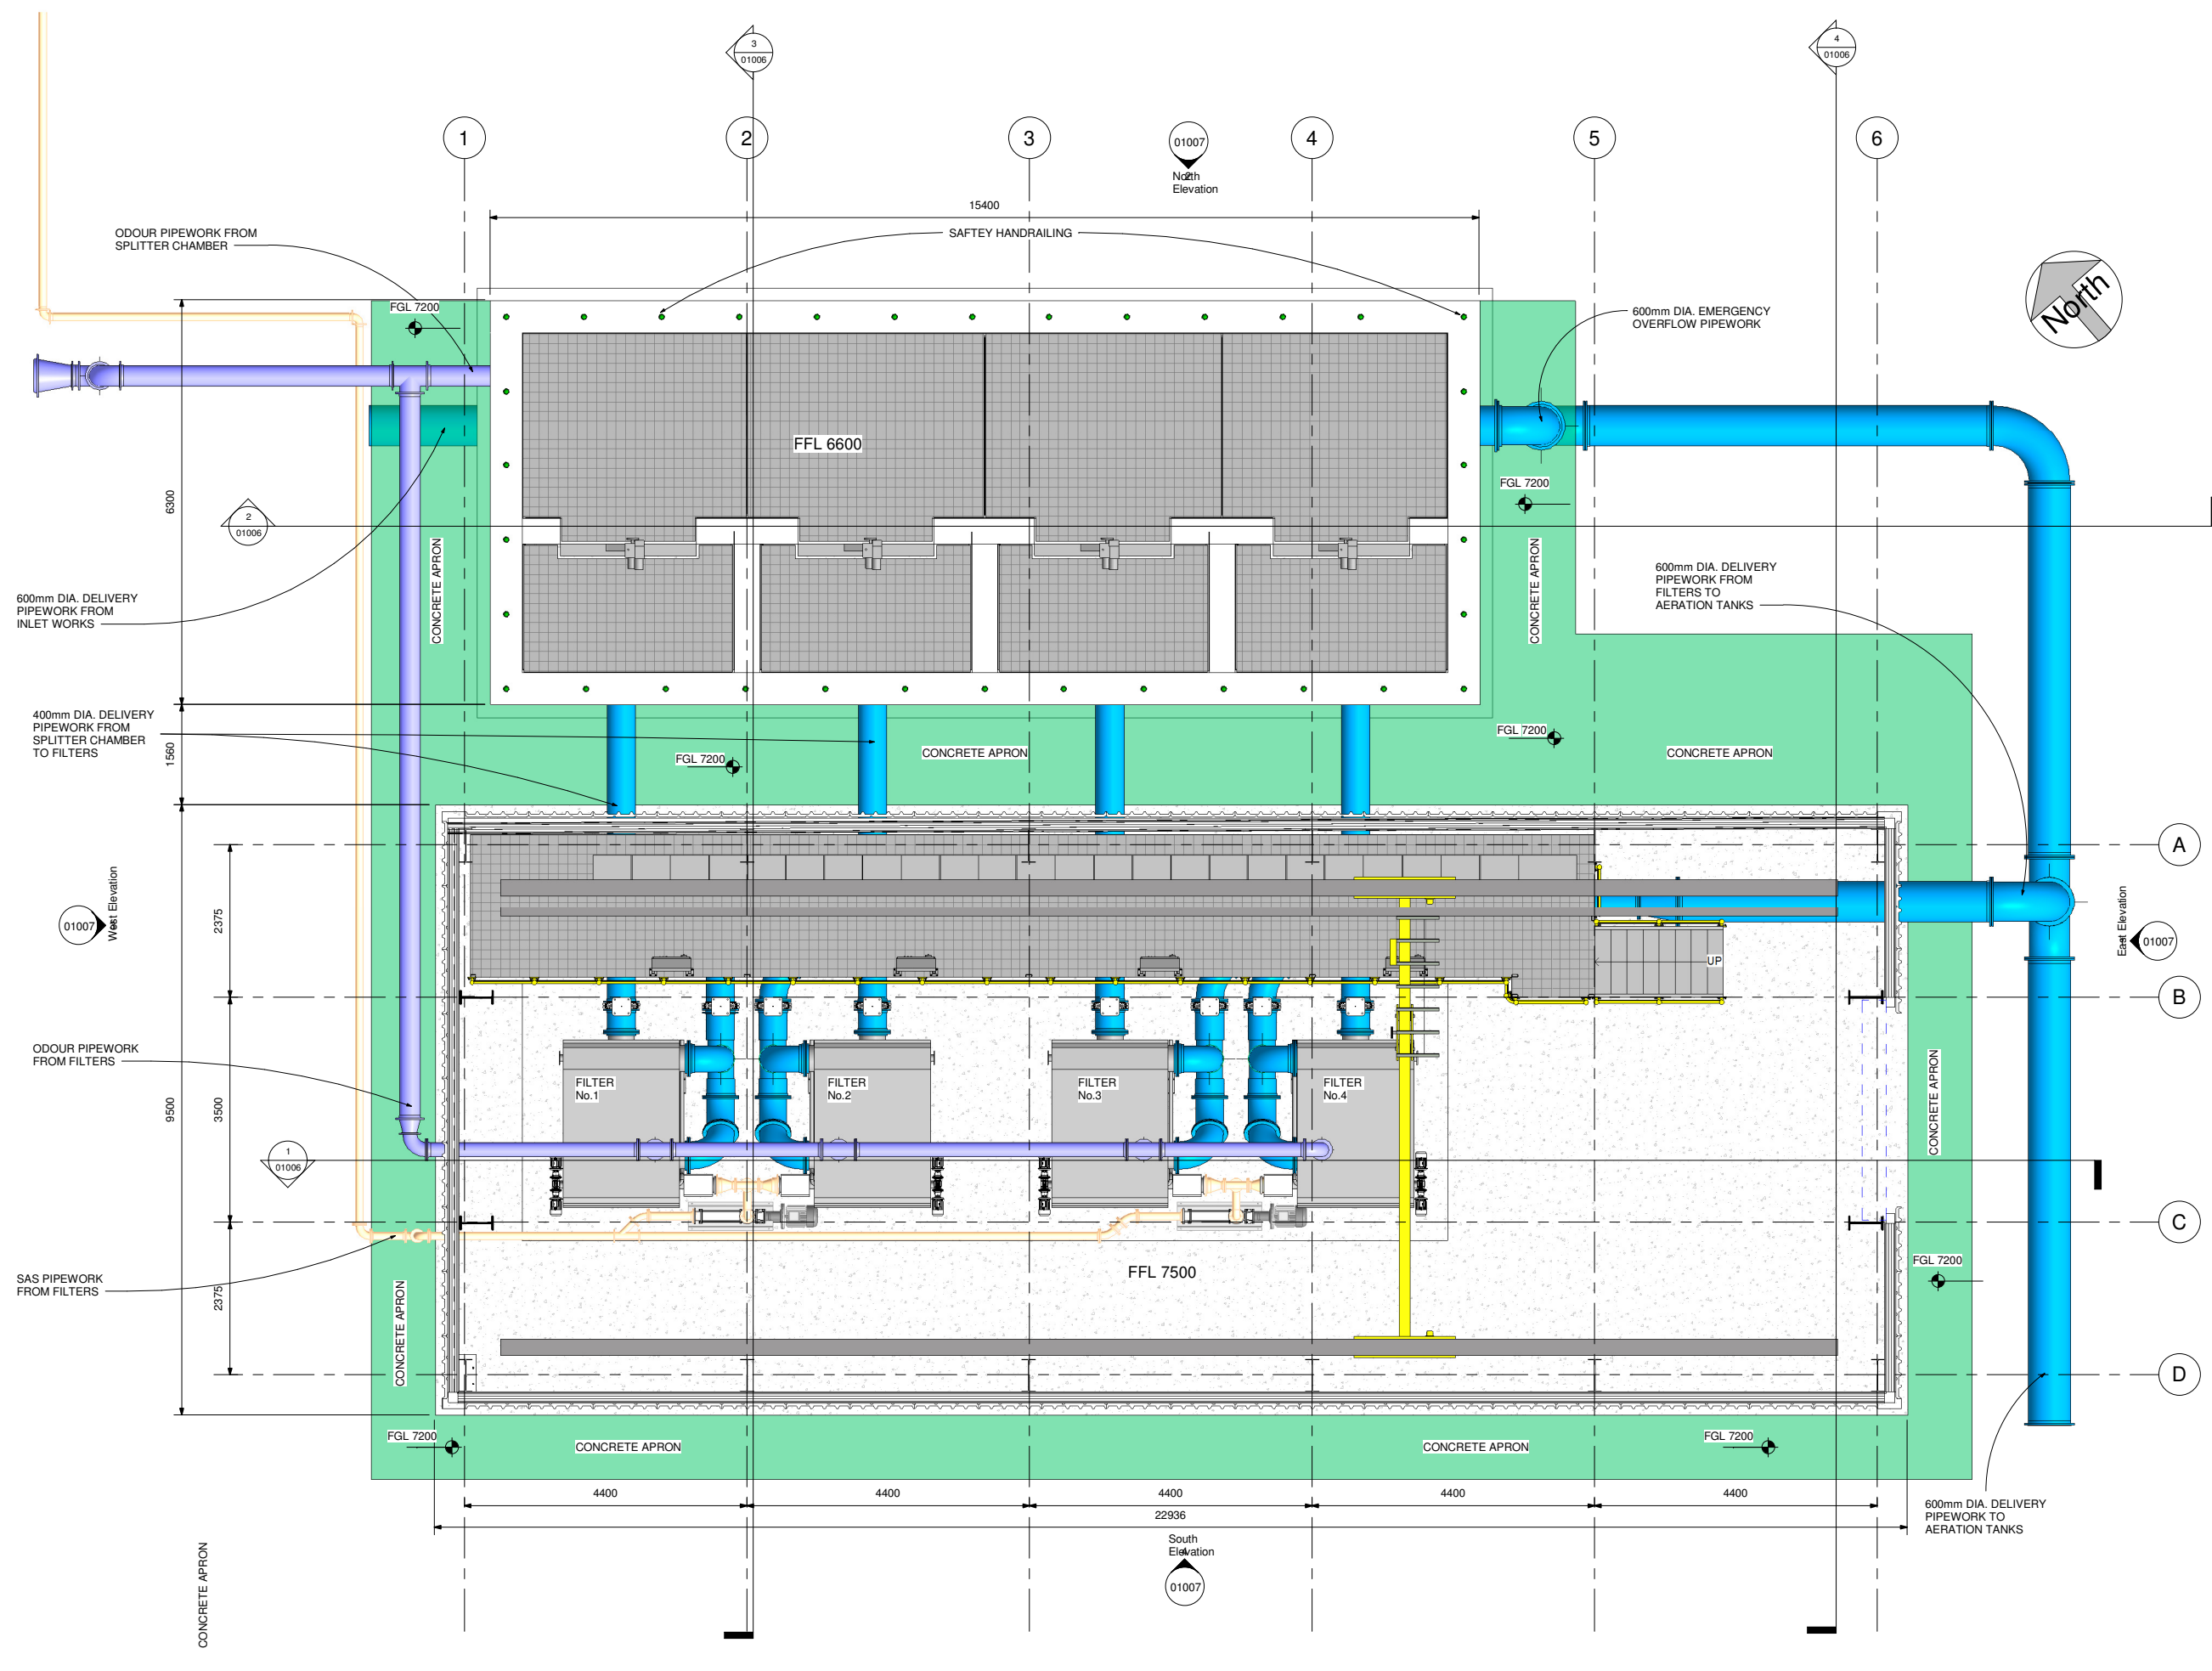 3
01006
4
01006
1
2
3
4
5
6
01007
North
Elevation
15400
ODOUR PIPEWORK FROM
SPLITTER CHAMBER
SAFTEY HANDRAILING
North
FGL 7200
600mm DIA. EMERGENCY
OVERFLOW PIPEWORK
FFL 6600
6300
FGL 7200
2
01006
CONCRETE APRON
CONCRETE APRON
600mm DIA. DELIVERY
PIPEWORK FROM
FILTERS TO
AERATION TANKS
600mm DIA. DELIVERY
PIPEWORK FROM
INLET WORKS
400mm DIA. DELIVERY
PIPEWORK FROM
SPLITTER CHAMBER
TO FILTERS
1560
FGL 7200
CONCRETE APRON
FGL 7200
CONCRETE APRON
A
01007
West Elevation
2375
UP
East Elevation
01007
B
ODOUR PIPEWORK
FROM FILTERS
FILTER
No.1
FILTER
No.2
FILTER
No.3
FILTER
No.4
9500
3500
CONCRETE APRON
1
01006
C
SAS PIPEWORK
FROM FILTERS
2375
CONCRETE APRON
FFL 7500
FGL 7200
D
FGL 7200
CONCRETE APRON
CONCRETE APRON
FGL 7200
4400
4400
4400
4400
4400
22936
600mm DIA. DELIVERY
PIPEWORK TO
AERATION TANKS
South
Elevation
01007
CONCRETE APRON